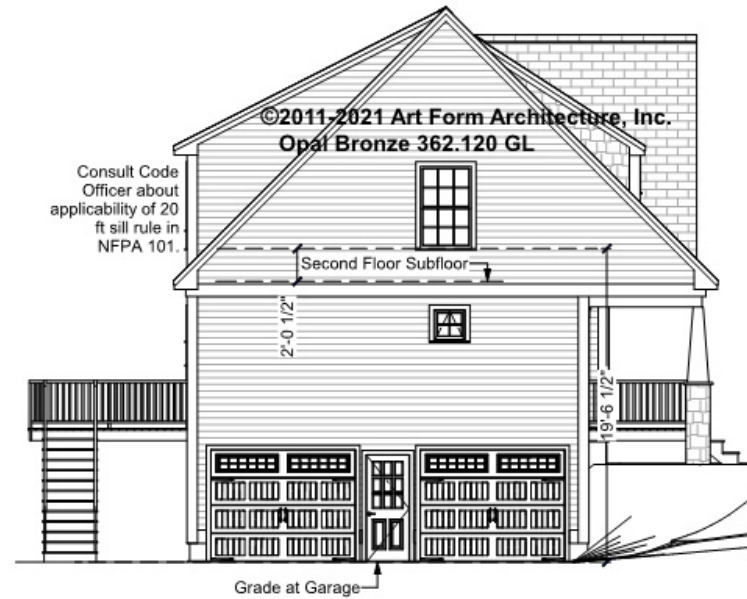 ©2011-2021 Art Form Architecture, Inc.
Opal Bronze 362.120 GL
Consult Code
Officer about
applicability of 20
ft sill rule in
NFPA 101.
Second Floor Subfloor
2'-0 1/2"
19'-6 1/2"
Grade at Garage